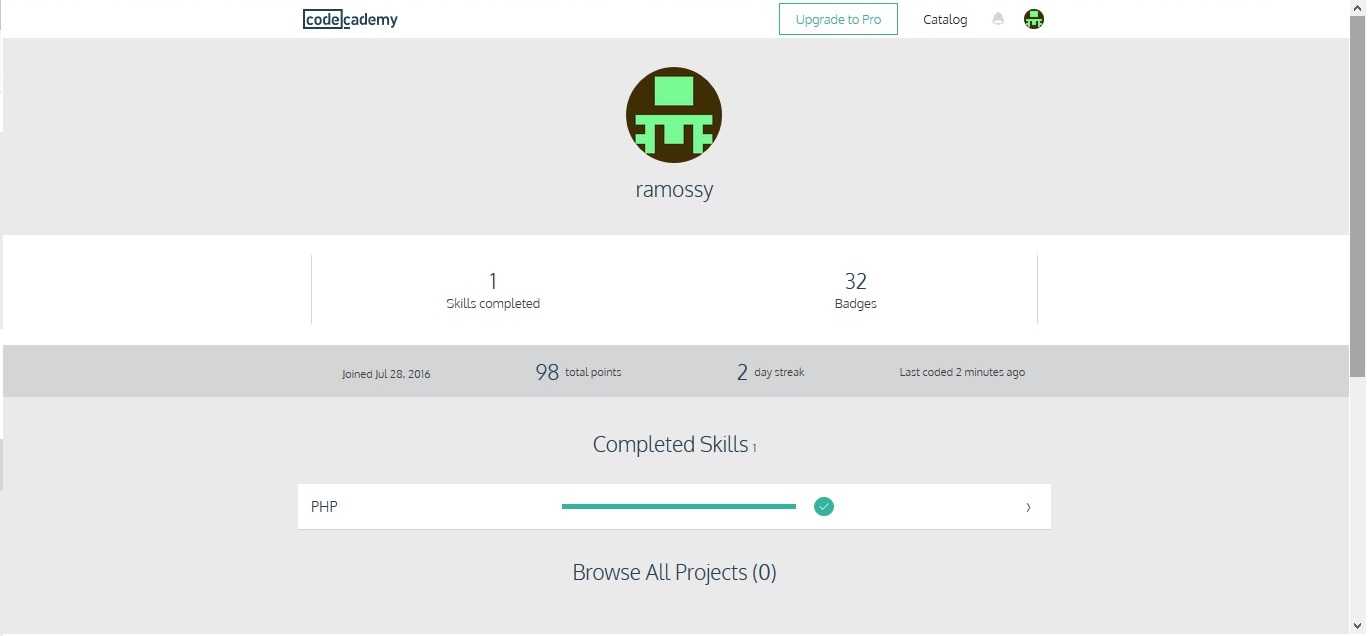 codecademy
Upgrade to Pro
Catalog
ramossy
1
Skills completed
32
Badges
Joined Jul 28, 2016
98 total points
2 day streak
Last coded 2 minutes ago
Completed Skills 1
PHP
Browse All Projects (0)